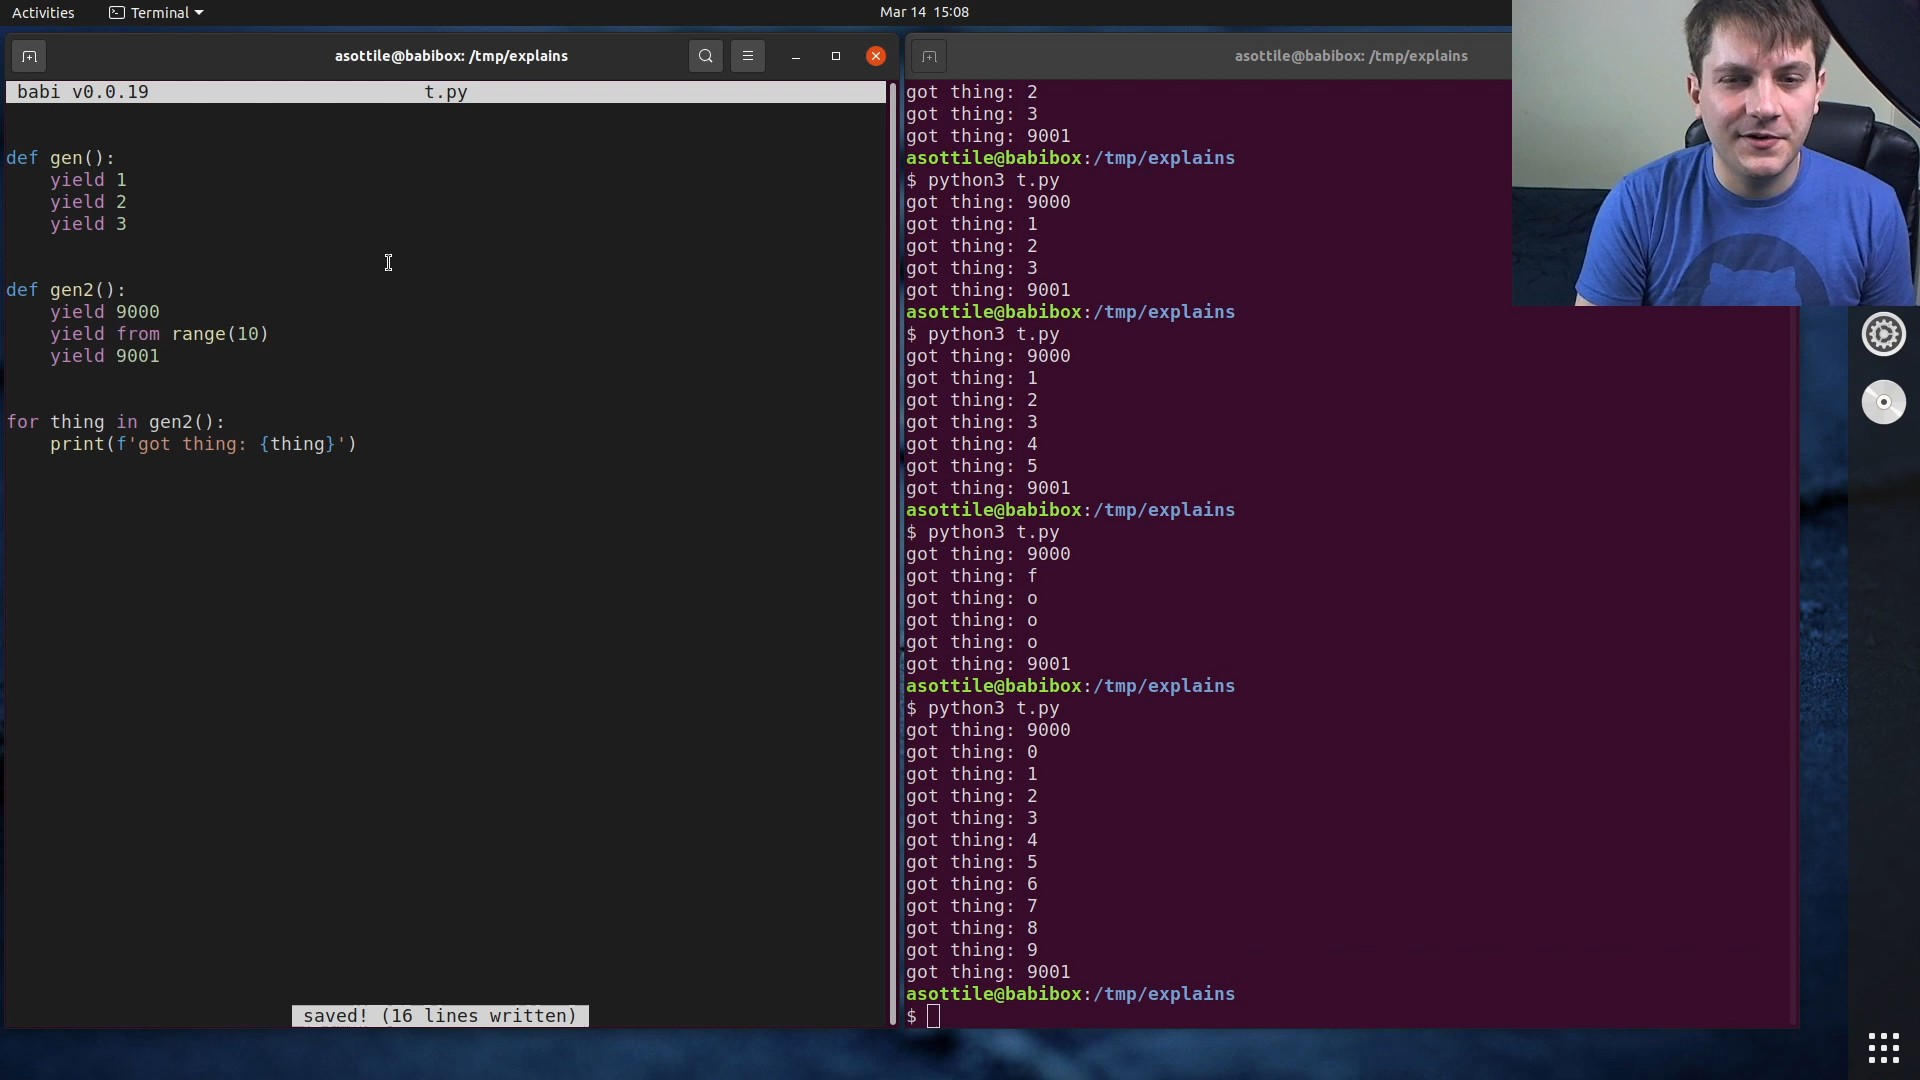 Activities
Terminal
Mar 14 15:08
asottile@babibox: /tmp/explains
babi v0.0.19 t.py
def gen():
    yield 1
    yield 2
    yield 3
def gen2():
    yield 9000
    yield from range(10)
    yield 9001
for thing in gen2():
    print(f'got thing: {thing}')
saved! (16 lines written)
asottile@babibox: /tmp/explains
got thing: 2
got thing: 3
got thing: 9001
asottile@babibox:/tmp/explains
$ python3 t.py
got thing: 9000
got thing: 1
got thing: 2
got thing: 3
got thing: 9001
asottile@babibox:/tmp/explains
$ python3 t.py
got thing: 9000
got thing: 1
got thing: 2
got thing: 3
got thing: 4
got thing: 5
got thing: 9001
asottile@babibox:/tmp/explains
$ python3 t.py
got thing: 9000
got thing: f
got thing: o
got thing: o
got thing: o
got thing: 9001
asottile@babibox:/tmp/explains
$ python3 t.py
got thing: 9000
got thing: 0
got thing: 1
got thing: 2
got thing: 3
got thing: 4
got thing: 5
got thing: 6
got thing: 7
got thing: 8
got thing: 9
got thing: 9001
asottile@babibox:/tmp/explains
$